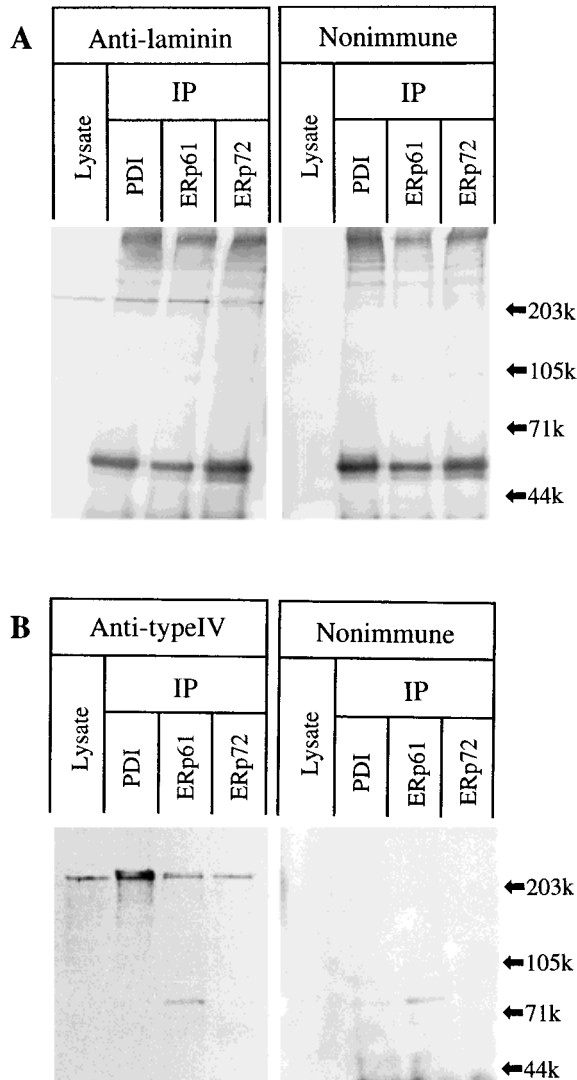 A
Anti-laminin
Nonimmune
Lysate
IP
PDI
ERp61
ERp72
Lysate
IP
PDI
ERp61
ERp72
203k
105k
71k
44k
B
Anti-typeIV
Nonimmune
Lysate
IP
PDI
ERp61
ERp72
Lysate
IP
PDI
ERp61
ERp72
203k
105k
71k
44k